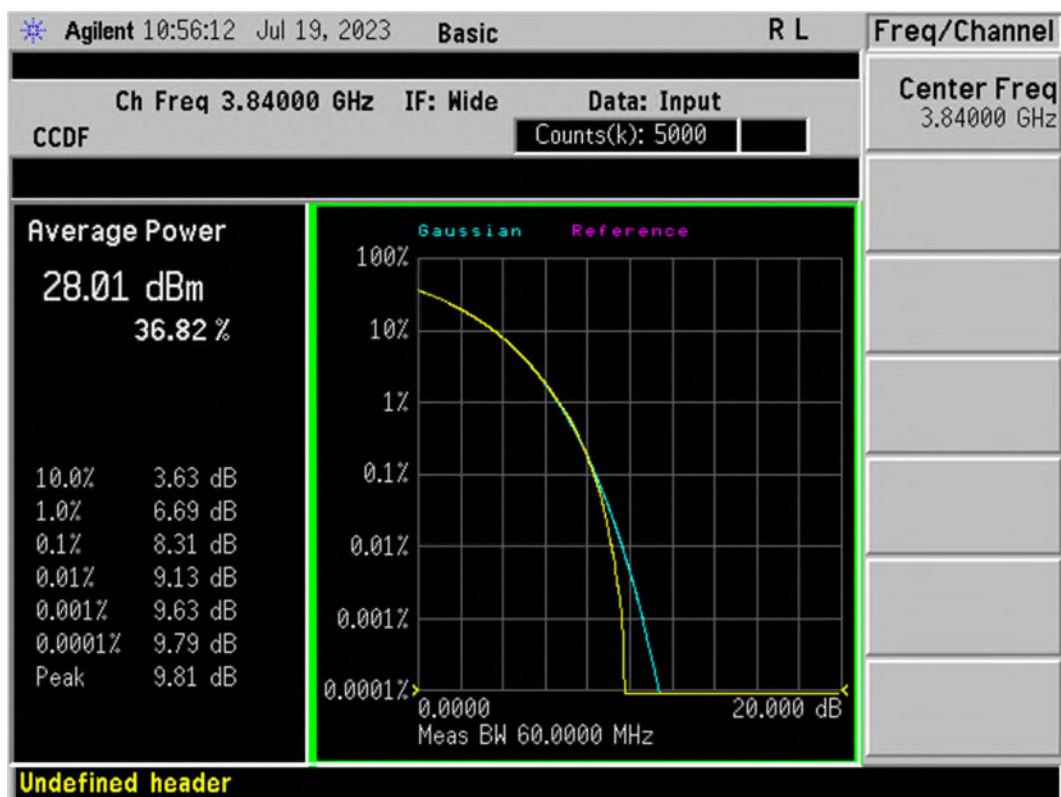 Agilent 10:56:12 Jul 19, 2023 Basic R L
Freq/Channel
Ch Freq 3.84000 GHz IF: Wide Data: Input
CCDF Counts(k): 5000
Center Freq
3.84000 GHz
Average Power
28.01 dBm
36.82 %
10.0% 3.63 dB
1.0% 6.69 dB
0.1% 8.31 dB
0.01% 9.13 dB
0.001% 9.63 dB
0.0001% 9.79 dB
Peak 9.81 dB
Gaussian Reference
100%
10%
1%
0.1%
0.01%
0.001%
0.0001%
0.0000 20.000 dB
Meas BW 60.0000 MHz
Undefined header